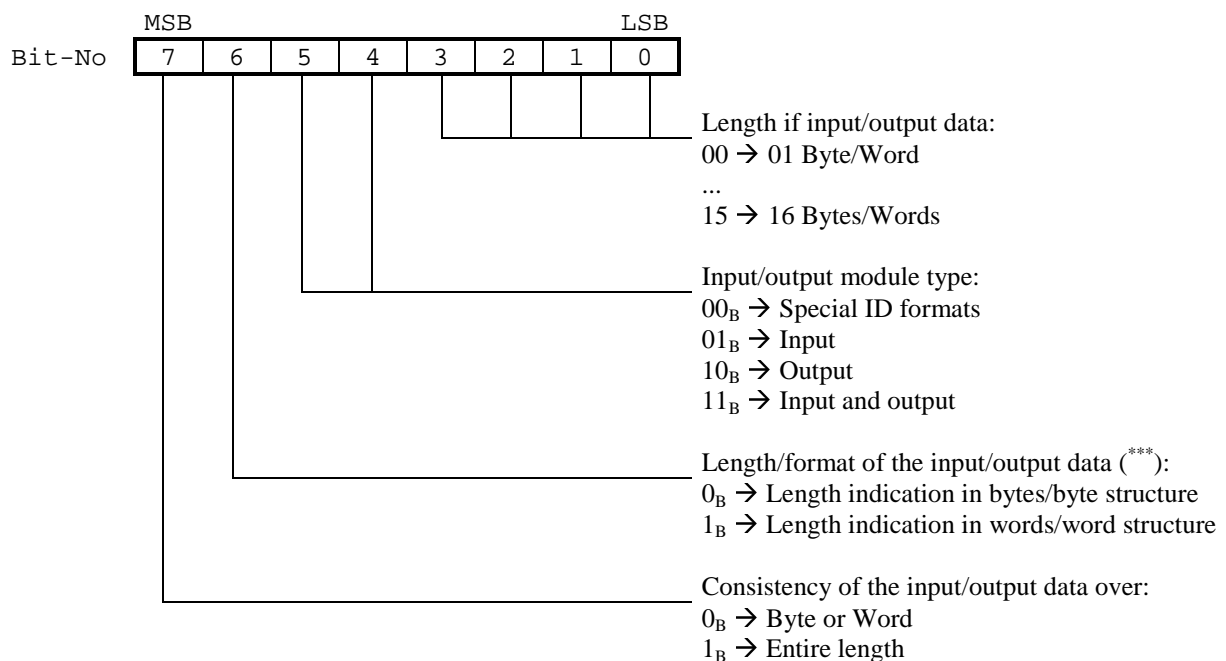 MSB LSB
Bit-No 7 6 5 4 3 2 1 0
Length if input/output data:
00 → 01 Byte/Word
...
15 → 16 Bytes/Words
Input/output module type:
00B → Special ID formats
01B → Input
10B → Output
11B → Input and output
Length/format of the input/output data (***):
0B → Length indication in bytes/byte structure
1B → Length indication in words/word structure
Consistency of the input/output data over:
0B → Byte or Word
1B → Entire length